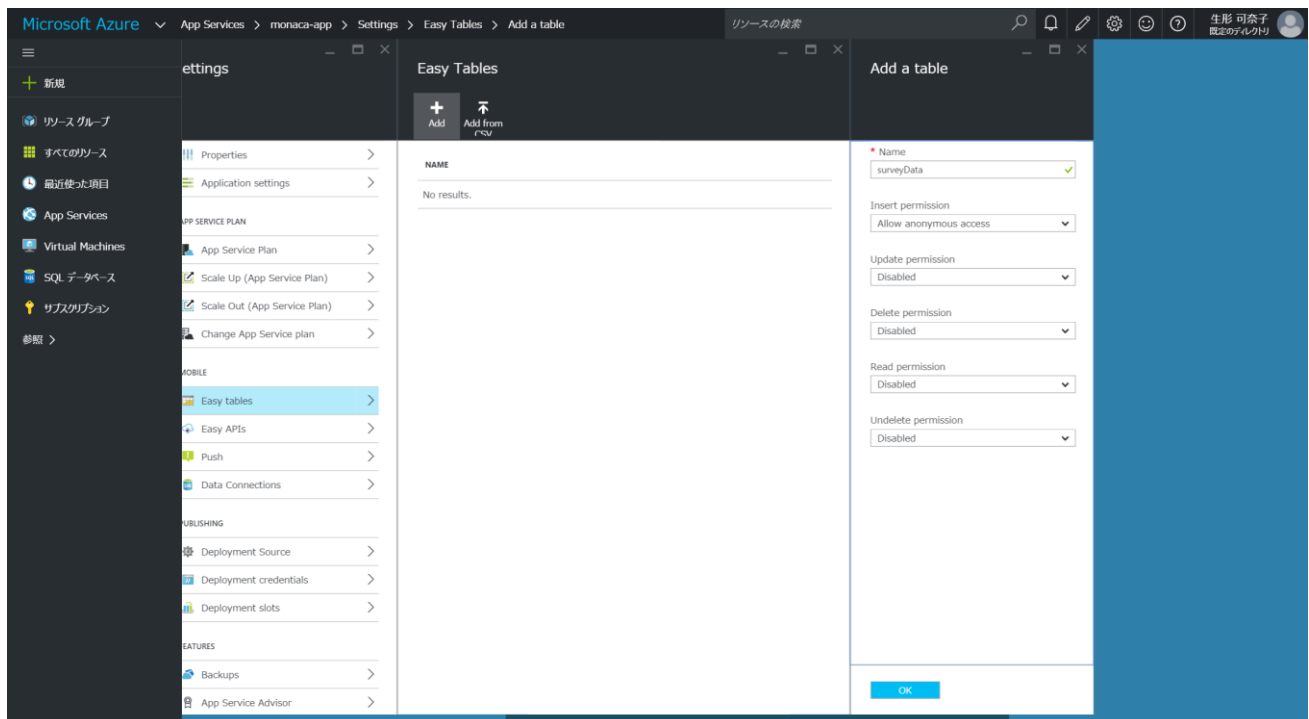 Microsoft Azure App Services > monaca-app > Settings > Easy Tables > Add a table リソースの検索 生形 可奈子
既定のディレクトリ
新規
リソース グループ
すべてのリソース
最近使った項目
App Services
Virtual Machines
SQL データベース
サブスクリプション
参照 >
ettings
Properties
Application settings
APP SERVICE PLAN
App Service Plan
Scale Up (App Service Plan)
Scale Out (App Service Plan)
Change App Service plan
MOBILE
Easy tables
Easy APIs
Push
Data Connections
PUBLISHING
Deployment Source
Deployment credentials
Deployment slots
FEATURES
Backups
App Service Advisor
Easy Tables
Add
Add from
CSV
NAME
No results.
Add a table
* Name
surveyData
Insert permission
Allow anonymous access
Update permission
Disabled
Delete permission
Disabled
Read permission
Disabled
Undelete permission
Disabled
OK